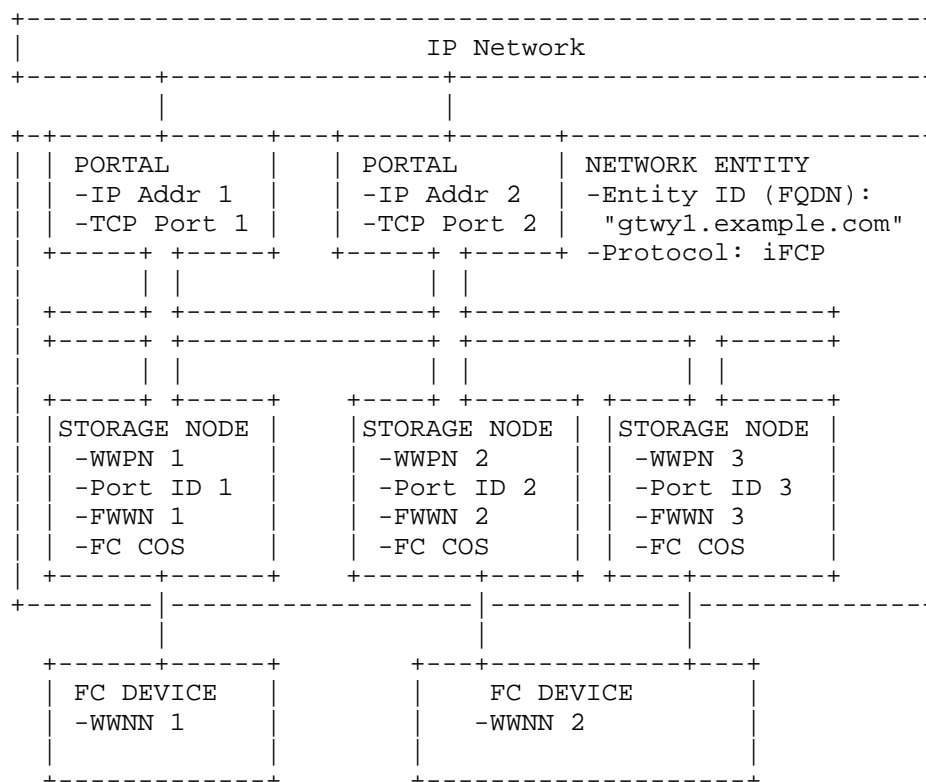 IP Network
PORTAL PORTAL NETWORK ENTITY
-IP Addr 1 -IP Addr 2 -Entity ID (FQDN):
-TCP Port 1 -TCP Port 2 "gtwy1.example.com"
-Protocol: iFCP
STORAGE NODE STORAGE NODE STORAGE NODE
-WWPN 1 -WWPN 2 -WWPN 3
-Port ID 1 -Port ID 2 -Port ID 3
-FWWN 1 -FWWN 2 -FWWN 3
-FC COS -FC COS -FC COS
FC DEVICE FC DEVICE
-WWNN 1 -WWNN 2